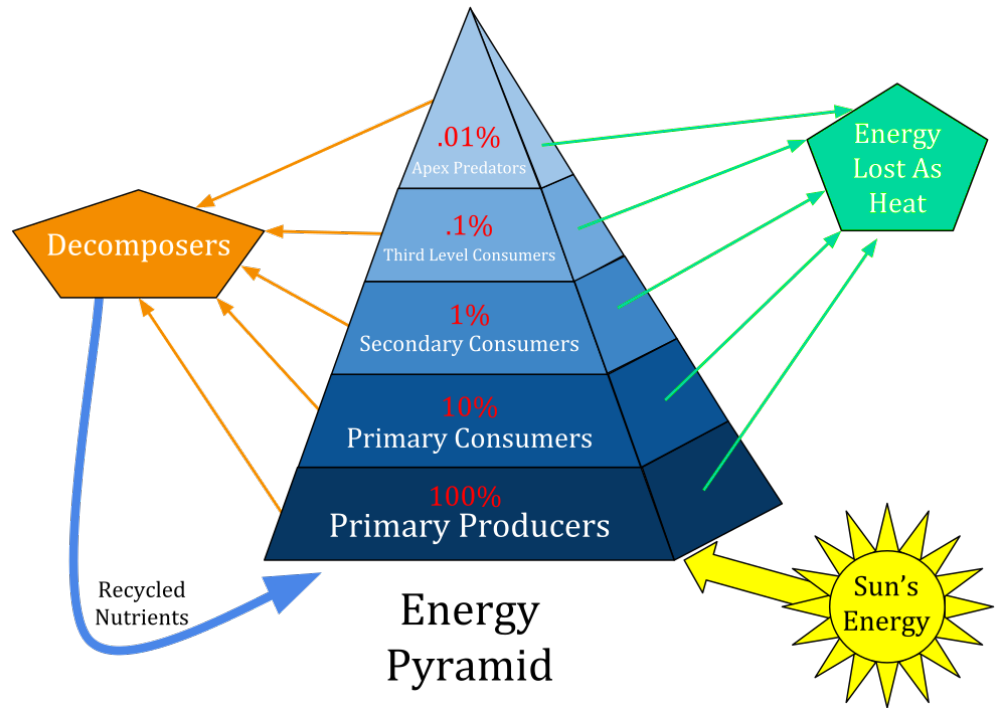 .01%
Apex Predators
Energy
Lost As
Heat
Decomposers
.1%
Third Level Consumers
1%
Secondary Consumers
10%
Primary Consumers
100%
Primary Producers
Recycled
Nutrients
Sun's
Energy
Energy
Pyramid